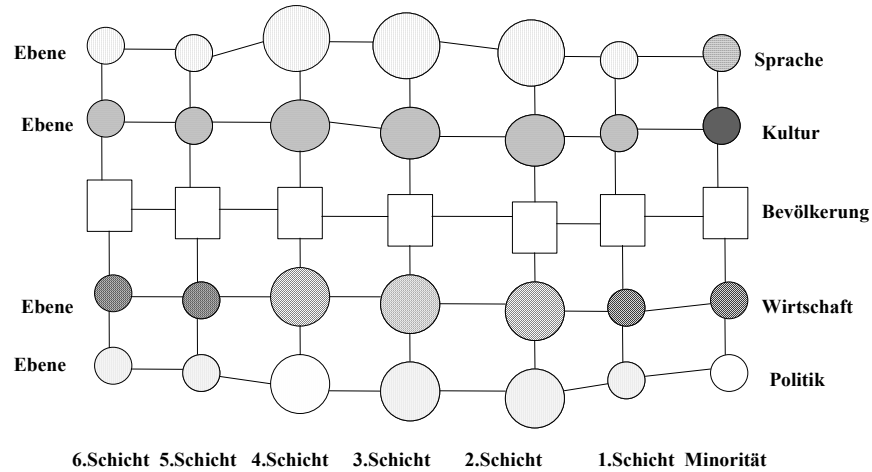 Ebene
Sprache
Ebene
Kultur
Bevölkerung
Ebene
Wirtschaft
Ebene
Politik
6.Schicht 5.Schicht 4.Schicht 3.Schicht 2.Schicht 1.Schicht Minorität